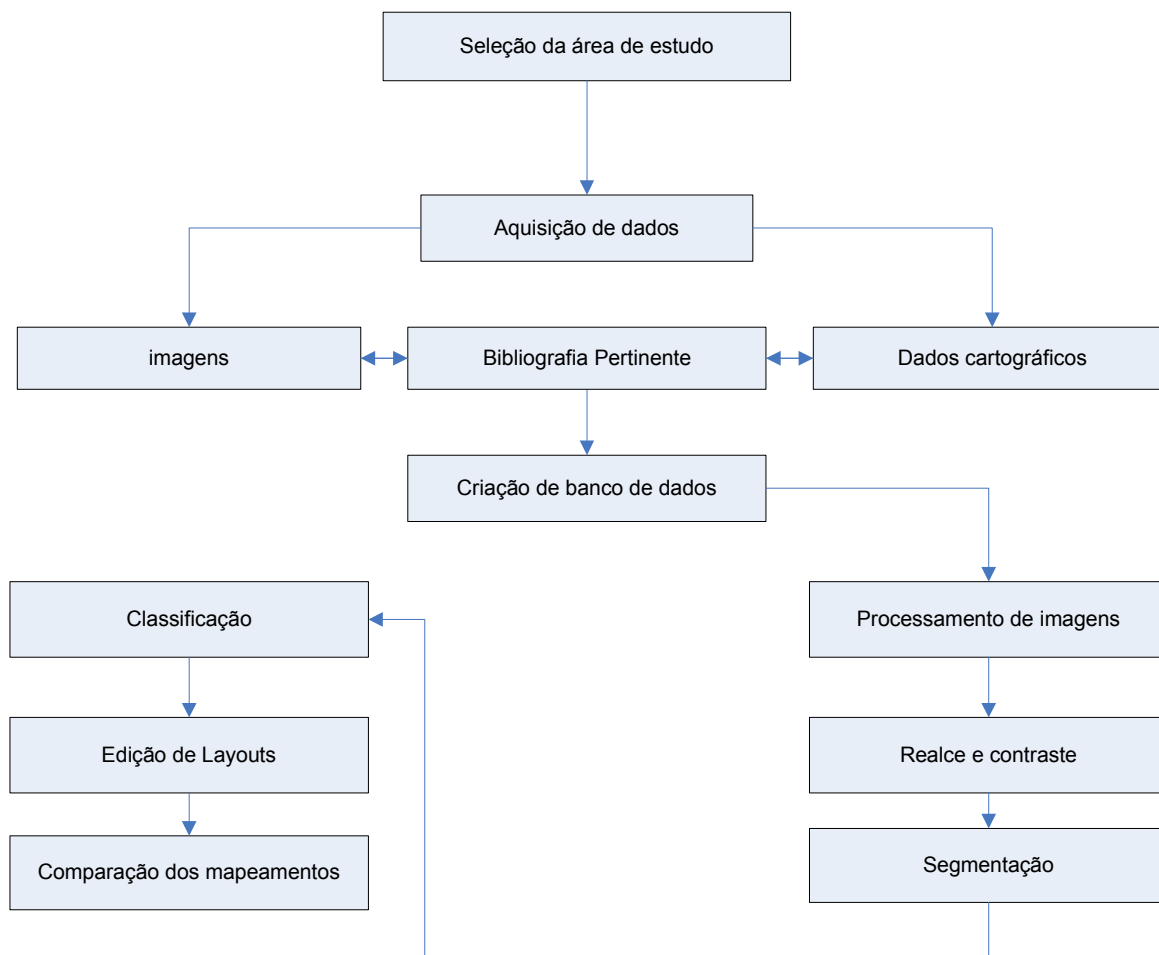 Seleção da área de estudo
Aquisição de dados
imagens
Bibliografia Pertinente
Dados cartográficos
Criação de banco de dados
Classificação
Processamento de imagens
Edição de Layouts
Realce e contraste
Comparação dos mapeamentos
Segmentação